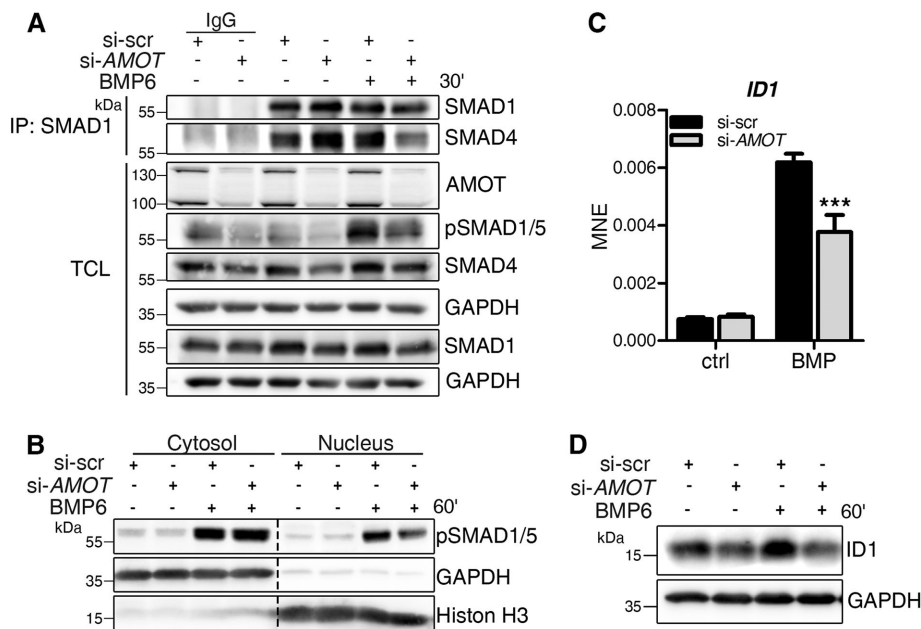 A
IgG
si-scr + - + - + -
si-AMOT - + - + - +
BMP6 - - - - + + 30'
kDa
IP: SMAD1
55 SMAD1
55 SMAD4
TCL
130
100 AMOT
55 pSMAD1/5
55 SMAD4
35 GAPDH
55 SMAD1
35 GAPDH
B
Cytosol Nucleus
si-scr + - + - + - + -
si-AMOT - + - + - + - +
BMP6 - - + + - - + + 60'
kDa
55 pSMAD1/5
35 GAPDH
15 Histon H3
C
ID1
0.008
0.006
0.004
0.002
0.000
MNE
si-scr
si-AMOT
***
ctrl BMP
D
si-scr + - + -
si-AMOT - + - +
BMP6 - - + + 60'
kDa
15 ID1
35 GAPDH